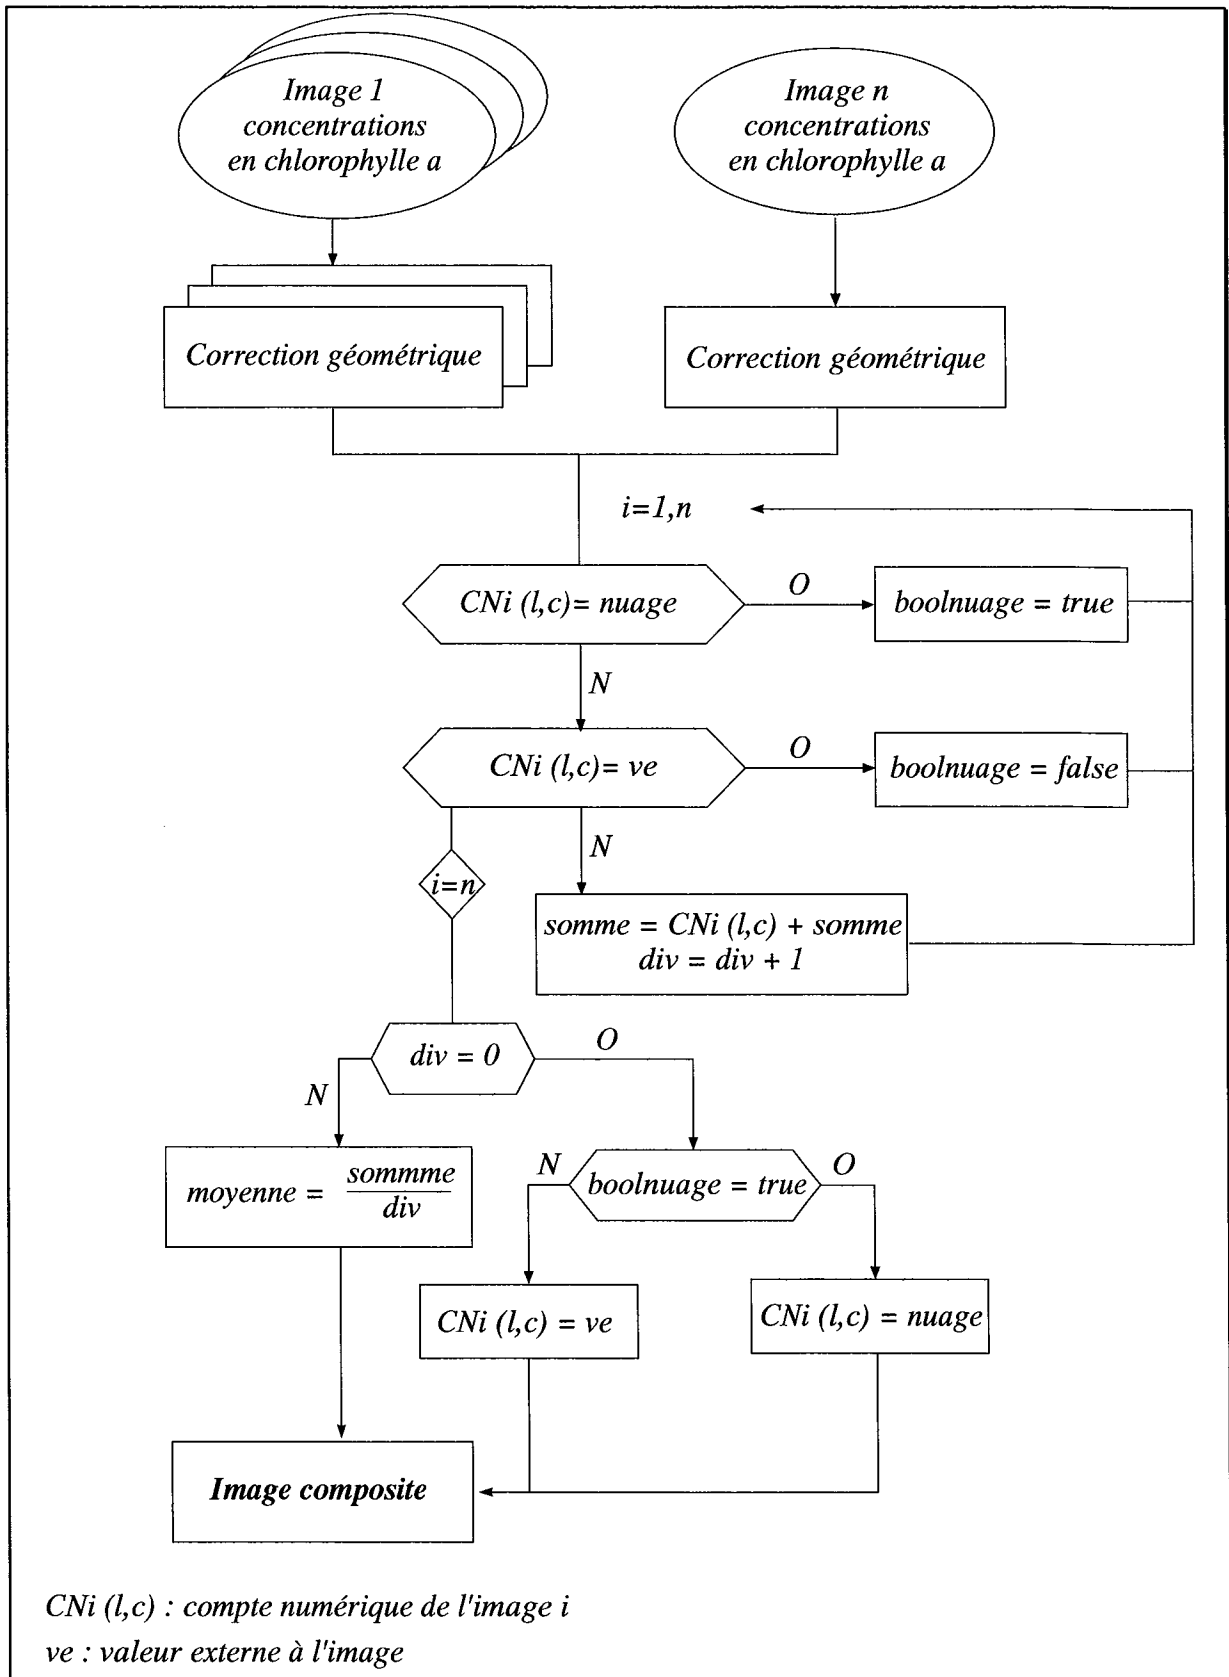 Image 1
concentrations
en chlorophylle a
Image n
concentrations
en chlorophylle a
Correction géométrique
Correction géométrique
i=1,n
CNi (l,c)= nuage
O
boolnuage = true
N
CNi (l,c)= ve
O
boolnuage = false
N
i=n
somme = CNi (l,c) + somme
div = div + 1
div = 0
O
N
moyenne = sommme
div
N
boolnuage = true
O
CNi (l,c) = ve
CNi (l,c) = nuage
Image composite
CNi (l,c) : compte numérique de l'image i
ve : valeur externe à l'image